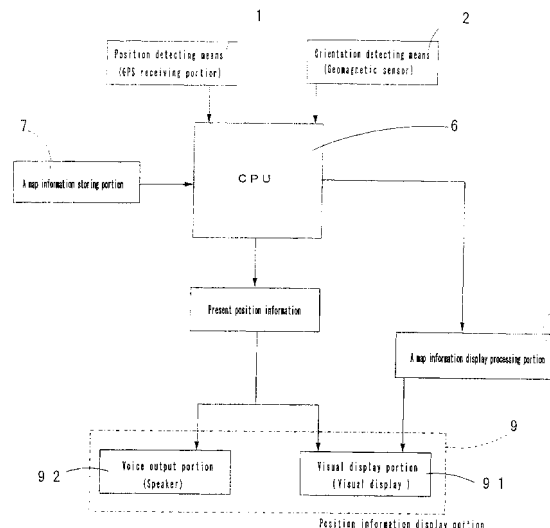 1
2
Position detecting means
(GPS receiving portion)
Orientation detecting means
(Geomagnetic sensor)
7
6
A map information storing portion
CPU
Present position information
A map information display processing portion
9
Voice output portion
(Speaker)
Visual display portion
(Visual display )
9 2
9 1
Position information display portion